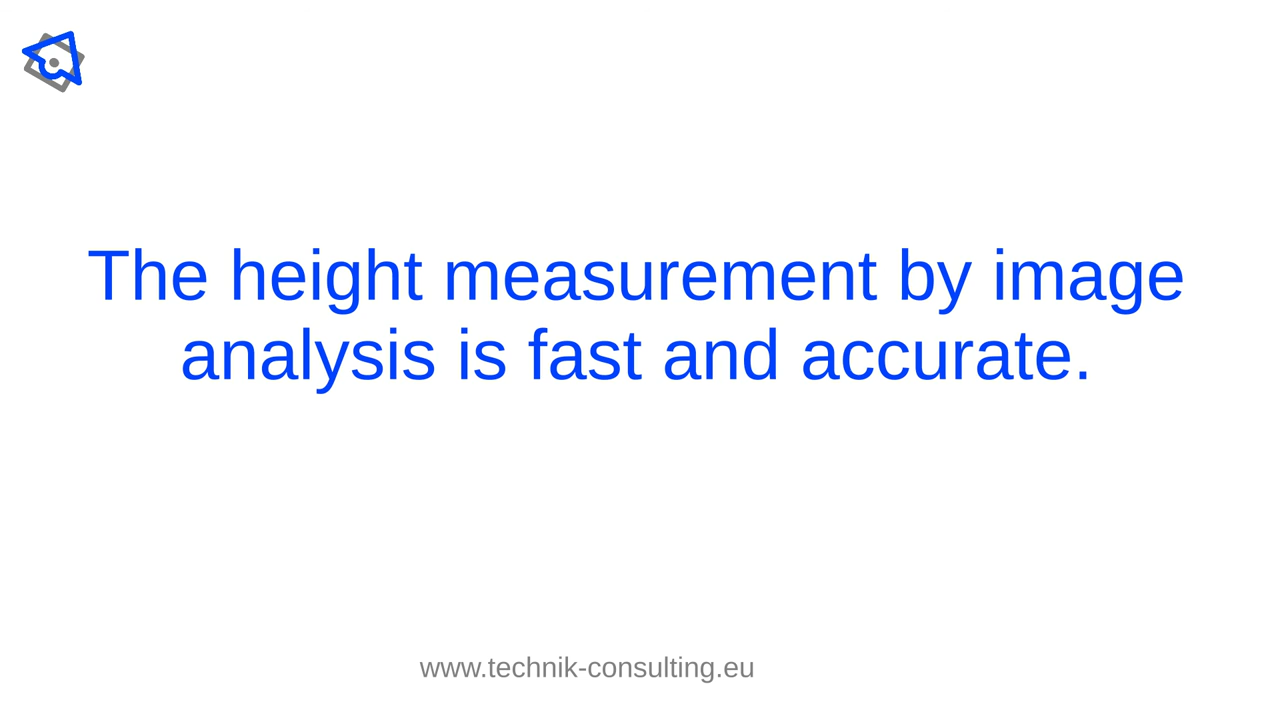 The height measurement by image
analysis is fast and accurate.
www.technik-consulting.eu